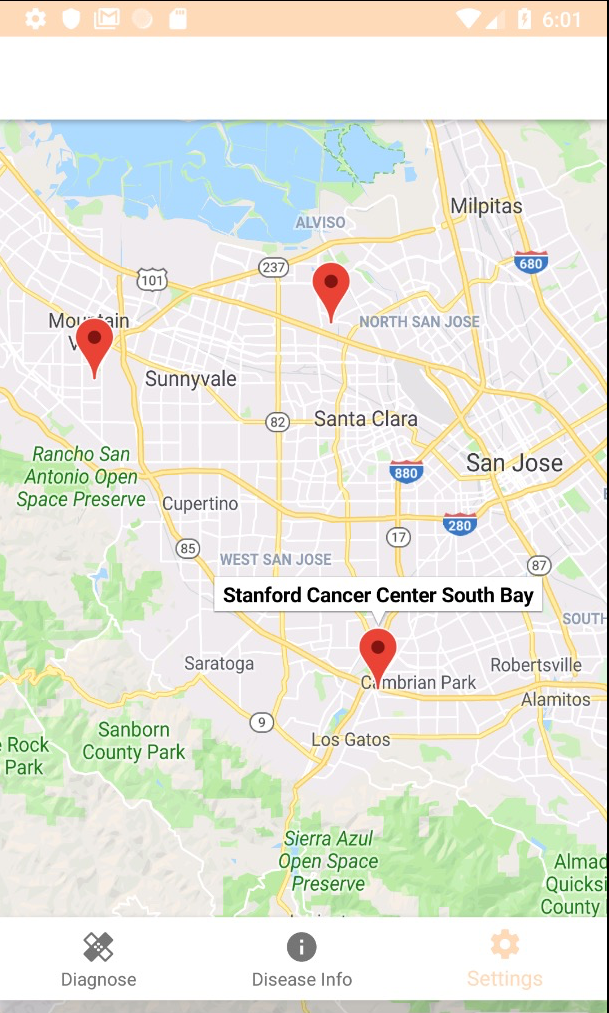 6:01
Milpitas
ALVISO
237
680
101
Mountain
NORTH SAN JOSE
Sunnyvale
82
Santa Clara
Rancho San
Antonio Open
Space Preserve
880
San Jose
Cupertino
280
17
85
WEST SAN JOSE
87
Stanford Cancer Center South Bay
SOUTH
Saratoga
Robertsville
Cambrian Park
Alamitos
9
Sanborn
County Park
Los Gatos
e Rock
Park
Sierra Azul
Open Space
Preserve
Almad
Quicksi
County
Diagnose
Disease Info
Settings